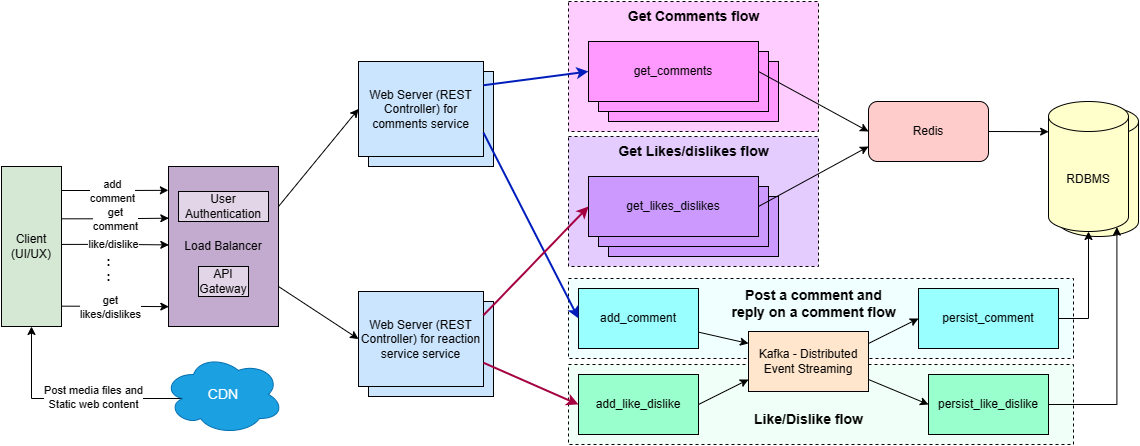 Get Comments flow
get_comments
Web Server (REST
Controller) for
comments service
Redis
Get Likes/dislikes flow
get_likes_dislikes
RDBMS
add
comment
get
comment
like/dislike
:
:
get
likes/dislikes
Client
(UI/UX)
User
Authentication
Load Balancer
API
Gateway
Web Server (REST
Controller) for reaction
service service
Post a comment and
reply on a comment flow
add_comment
persist_comment
Kafka - Distributed
Event Streaming
add_like_dislike
persist_like_dislike
Like/Dislike flow
Post media files and
Static web content
CDN